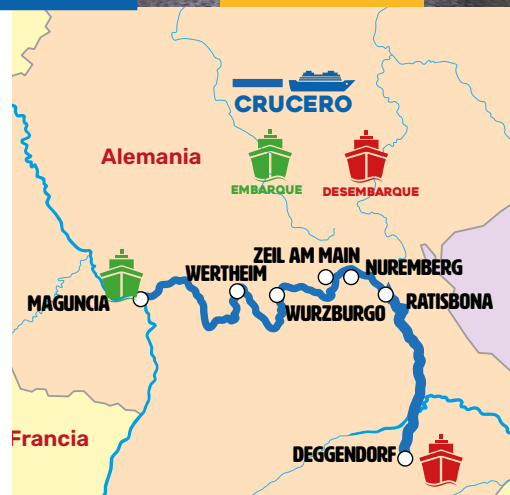 CRUCERO
Alemania
EMBARQUE
DESEMBARQUE
ZEIL AM MAIN
WERTHEIM
NUREMBERG
MAGUNCIA
WURZBURGO
RATISBONA
Francia
DEGGENDORF